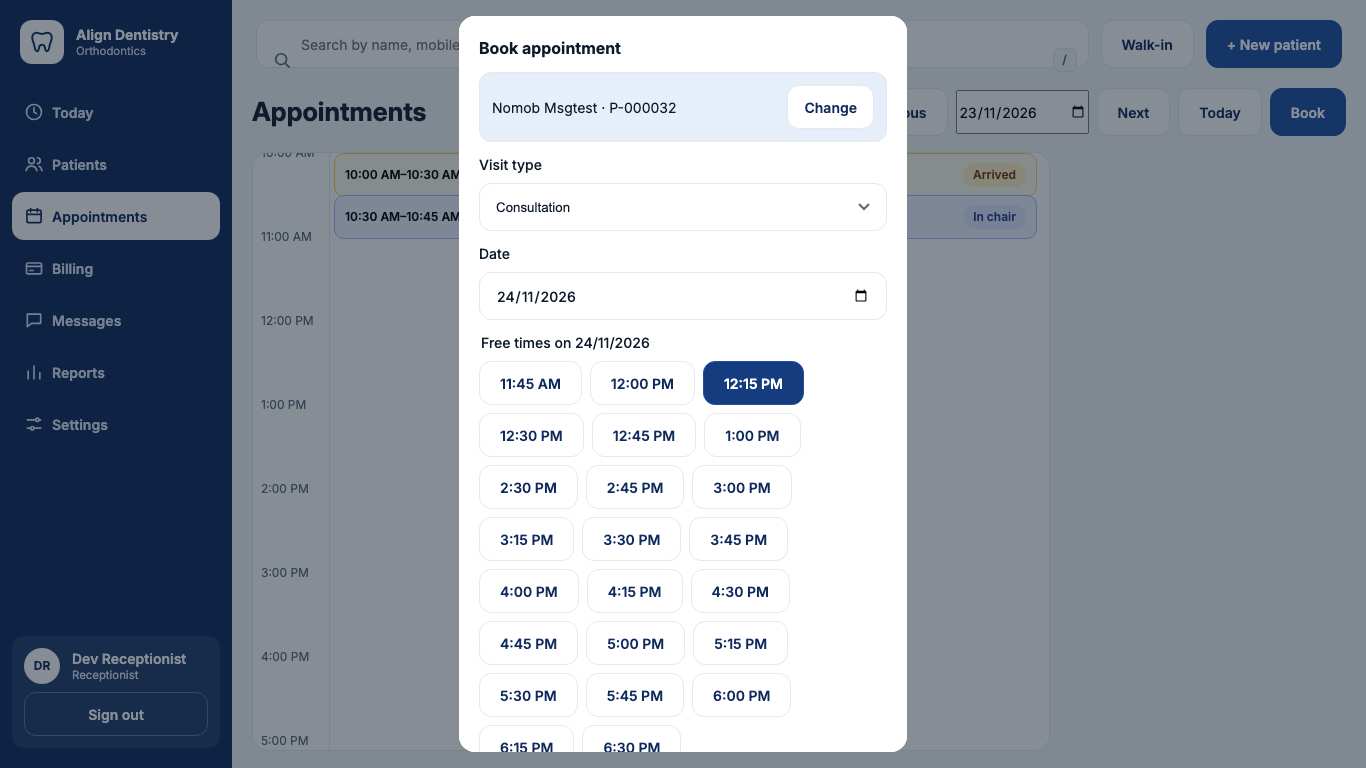 Align Dentistry
Orthodontics
Today
Patients
Appointments
Billing
Messages
Reports
Settings
DR
Dev Receptionist
Receptionist
Sign out
Search by name, mobile
/
Walk-in
+ New patient
Appointments
23/11/2026
Next
Today
Book
10:00 AM
10:00 AM–10:30 AM
Arrived
10:30 AM–10:45 AM
In chair
11:00 AM
12:00 PM
1:00 PM
2:00 PM
3:00 PM
4:00 PM
5:00 PM
Book appointment
Nomob Msgtest · P-000032
Change
Visit type
Consultation
Date
24/11/2026
Free times on 24/11/2026
11:45 AM 12:00 PM 12:15 PM
12:30 PM 12:45 PM 1:00 PM
2:30 PM 2:45 PM 3:00 PM
3:15 PM 3:30 PM 3:45 PM
4:00 PM 4:15 PM 4:30 PM
4:45 PM 5:00 PM 5:15 PM
5:30 PM 5:45 PM 6:00 PM
6:15 PM 6:30 PM